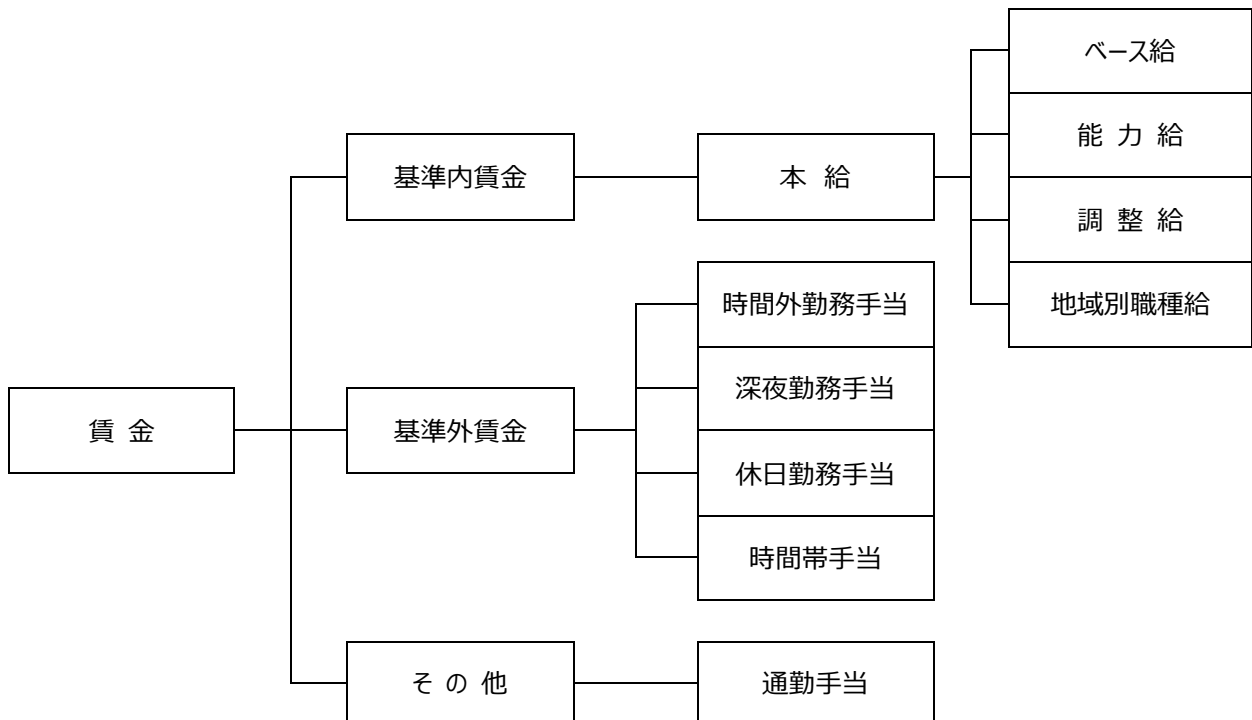 ベース給
能 力 給
基準内賃金
本 給
調 整 給
時間外勤務手当
地域別職種給
深夜勤務手当
賃 金
基準外賃金
休日勤務手当
時間帯手当
そ の 他
通勤手当